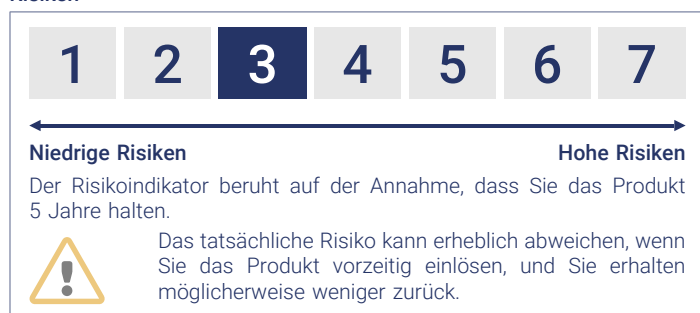 1 2 3 4 5 6 7
Niedrige Risiken Hohe Risiken
Der Risikoindikator beruht auf der Annahme, dass Sie das Produkt
5 Jahre halten.
Das tatsächliche Risiko kann erheblich abweichen, wenn
Sie das Produkt vorzeitig einlösen, und Sie erhalten
möglicherweise weniger zurück.